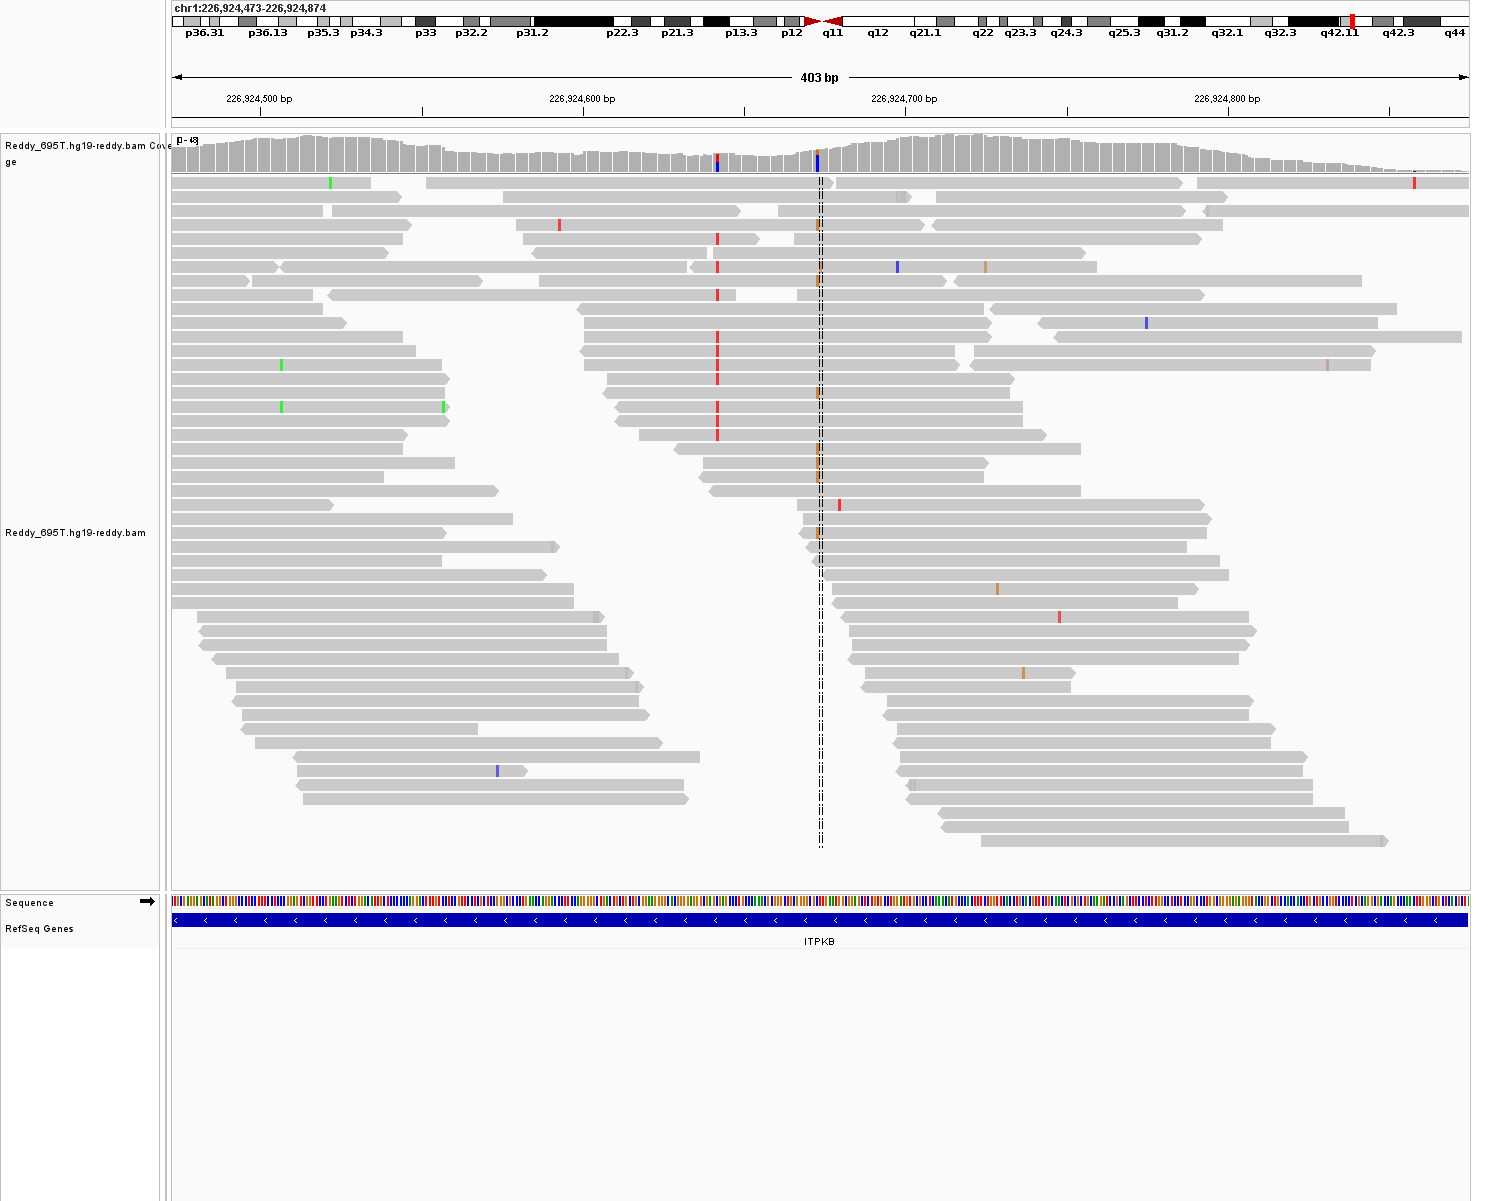 chr1:226,924,473-226,924,874
p36.31 p36.13 p35.3 p34.3 p33 p32.2 p31.2 p22.3 p21.3 p13.3 p12 q11 q12 q21.1 q22 q23.3 q24.3 q25.3 q31.2 q32.1 q32.3 q42.11 q42.3 q44
403 bp
226,924,500 bp 226,924,600 bp 226,924,700 bp 226,924,800 bp
Reddy_695T.hg19-reddy.bam Cove
ge
Reddy_695T.hg19-reddy.bam
Sequence
RefSeq Genes
ITPKB